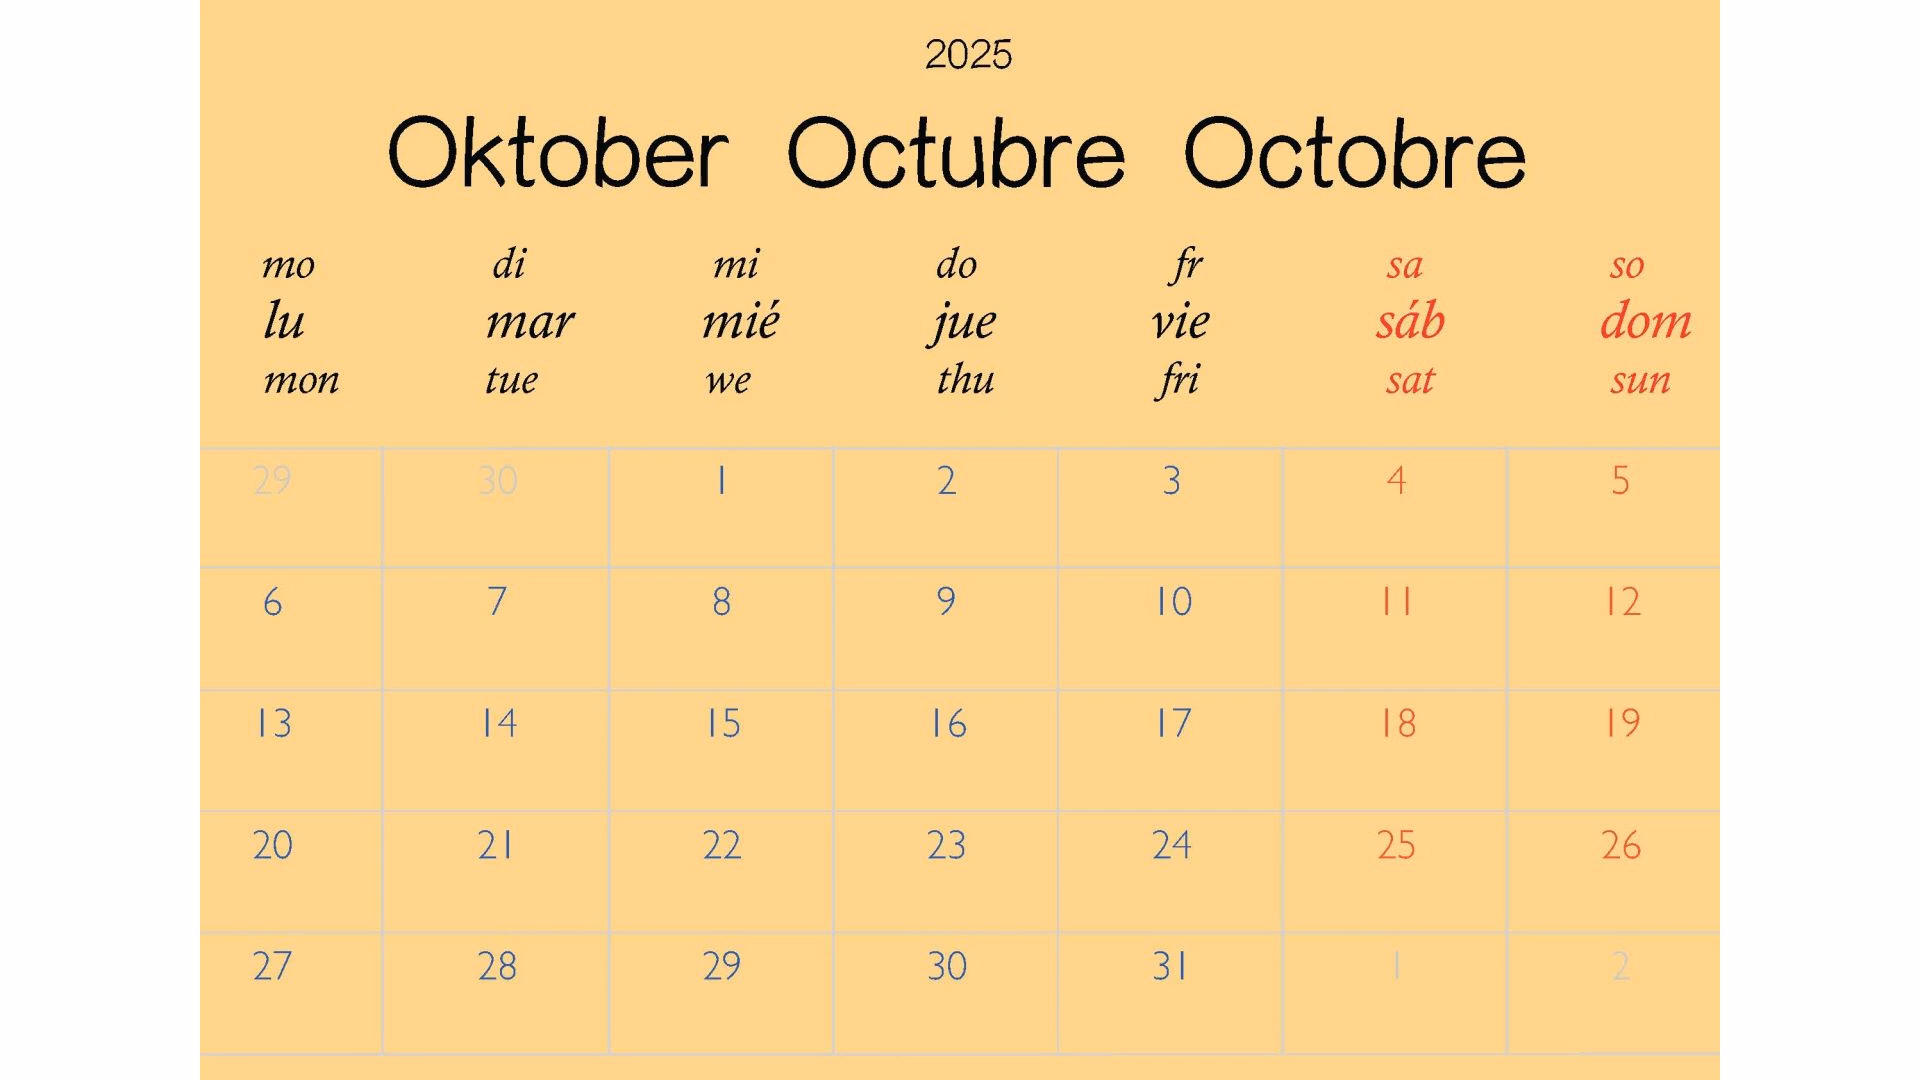 2025
Oktober Octubre Octobre
mo di mi do fr sa so
lu mar mié jue vie sáb dom
mon tue we thu fri sat sun
29 30 1 2 3 4 5
6 7 8 9 10 11 12
13 14 15 16 17 18 19
20 21 22 23 24 25 26
27 28 29 30 31 1 2